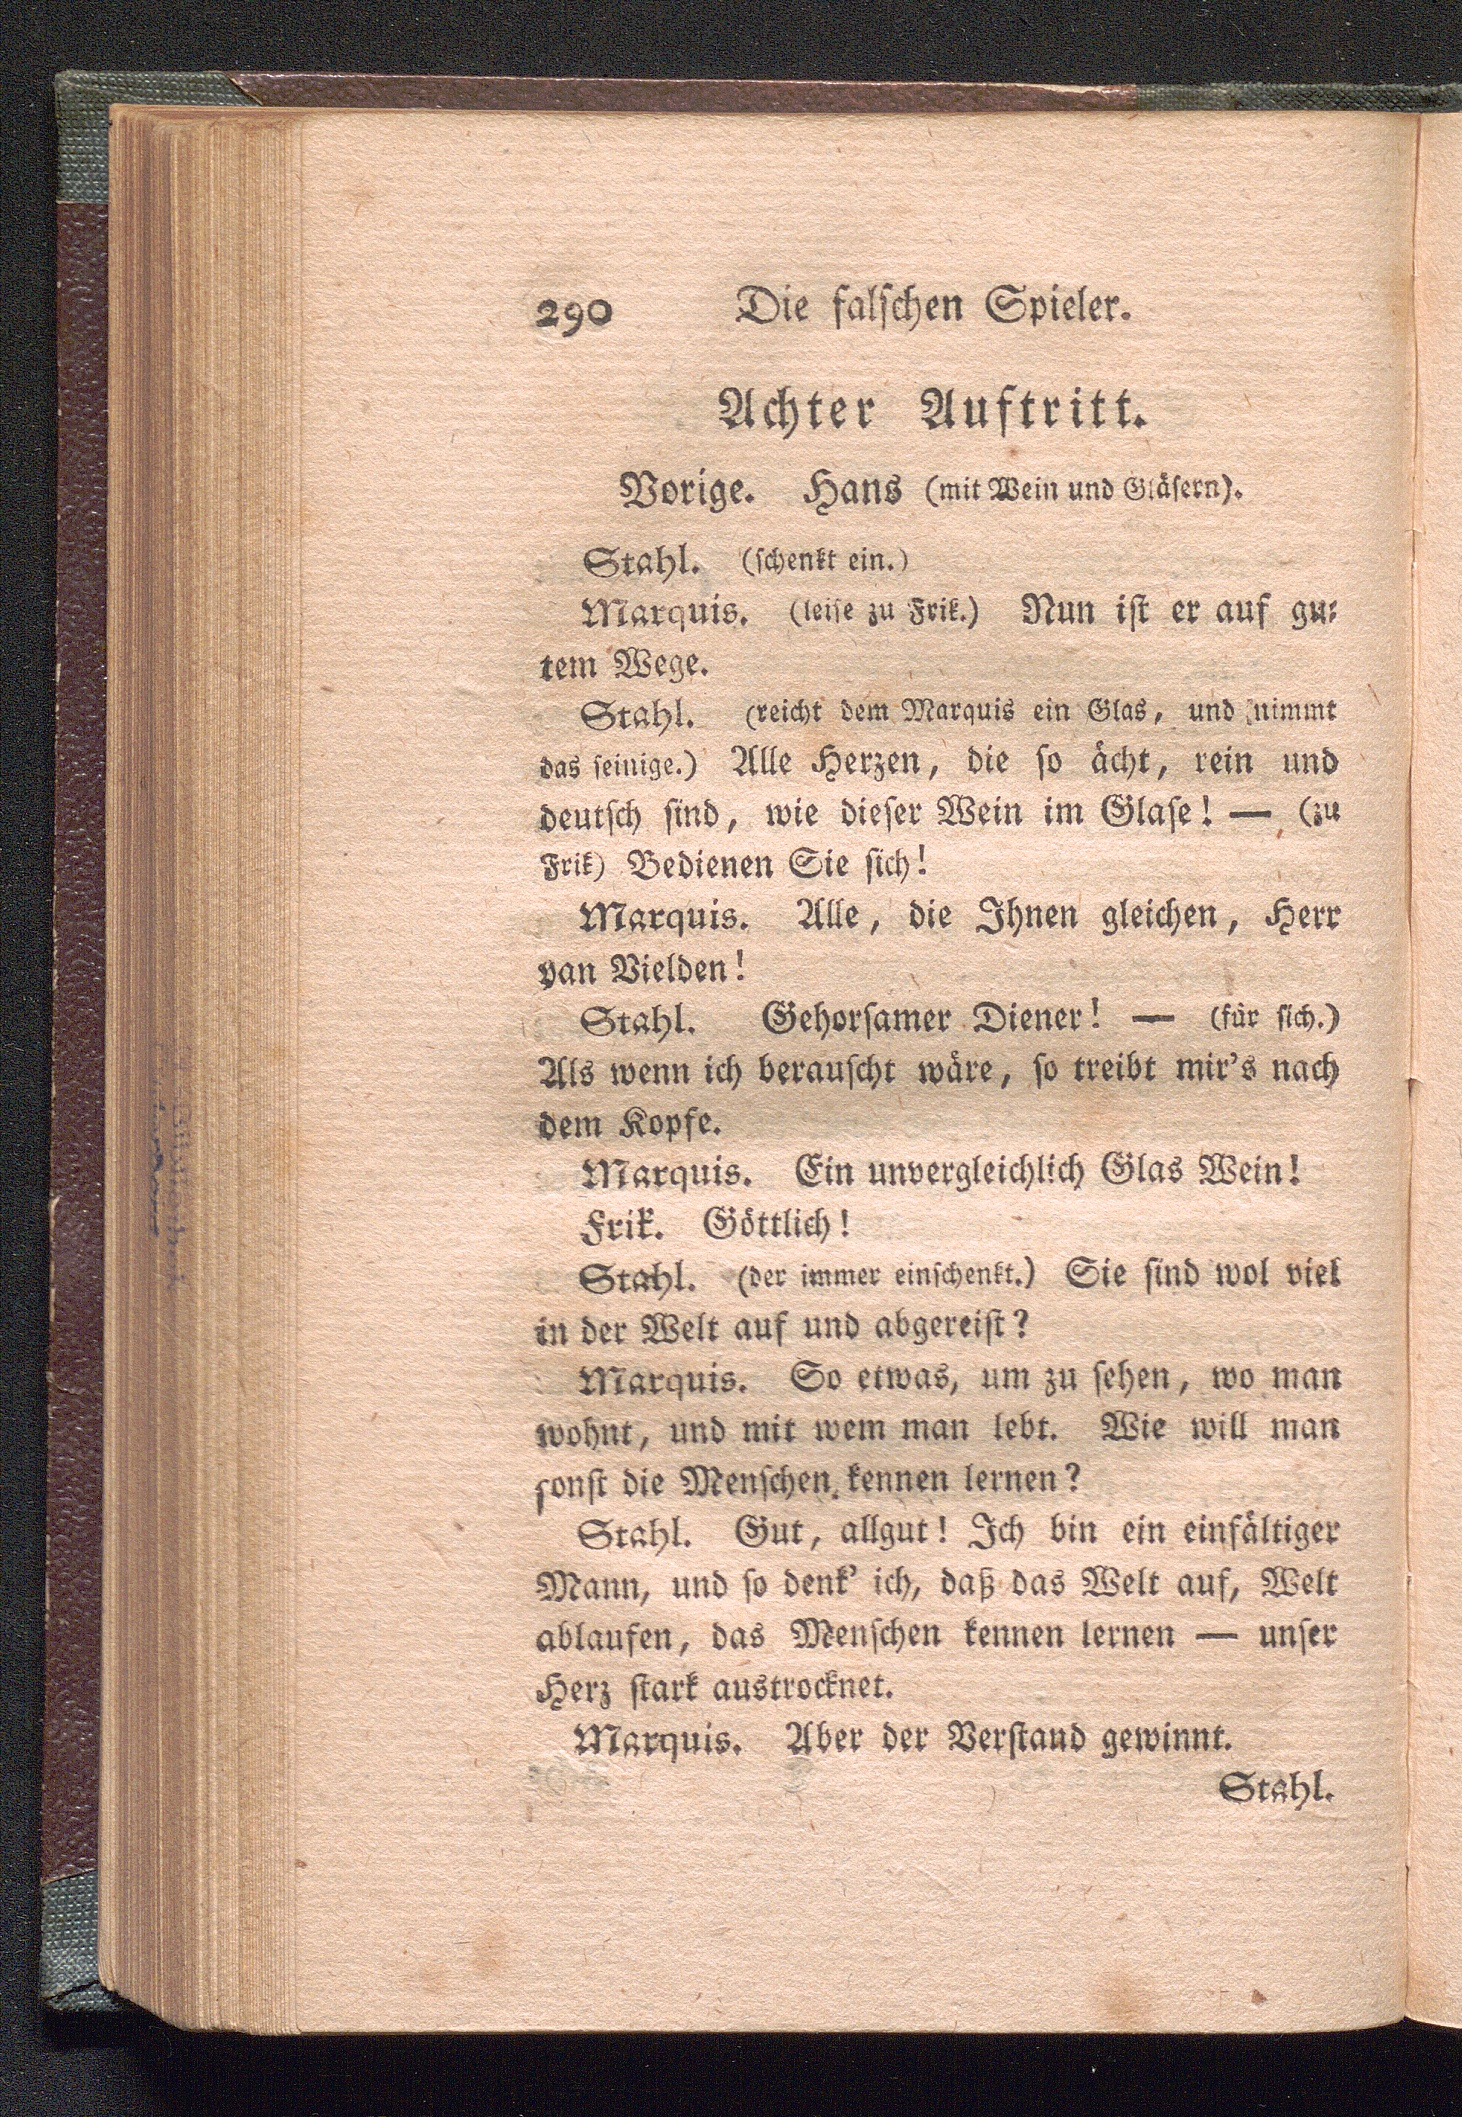 290 Die falſchen Spieler.
Achter Auftritt.
Vorige. Hans (mit Wein und Gläſern).
Stahl. (ſchenkt ein.)
Marquis. (leiſe zu Frik.) Nun iſt er auf gu⸗
tem Wege.
Stahl. (reicht dem Marquis ein Glas, und nimmt
das ſeinige.) Alle Herzen, die ſo ächt, rein und
deutſch ſind, wie dieſer Wein im Glaſe! — (zu
Frik) Bedienen Sie ſich!
Marquis. Alle, die Ihnen gleichen, Herr
van Vielden!
Stahl. Gehorſamer Diener! — (für ſich.)
Als wenn ich berauſcht wäre, ſo treibt mir's nach
dem Kopfe.
Marquis. Ein unvergleichlich Glas Wein!
Frik. Göttlich!
Stahl. (der immer einſchenkt.) Sie ſind wol viel
in der Welt auf und abgereiſt?
Marquis. So etwas, um zu ſehen, wo man
wohnt, und mit wem man lebt. Wie will man
ſonſt die Menſchen kennen lernen?
Stahl. Gut, allgut! Ich bin ein einfältiger
Mann, und ſo denk' ich, daß das Welt auf, Welt
ablaufen, das Menſchen kennen lernen — unſer
Herz ſtark austrocknet.
Marquis. Aber der Verſtand gewinnt.
Stahl.